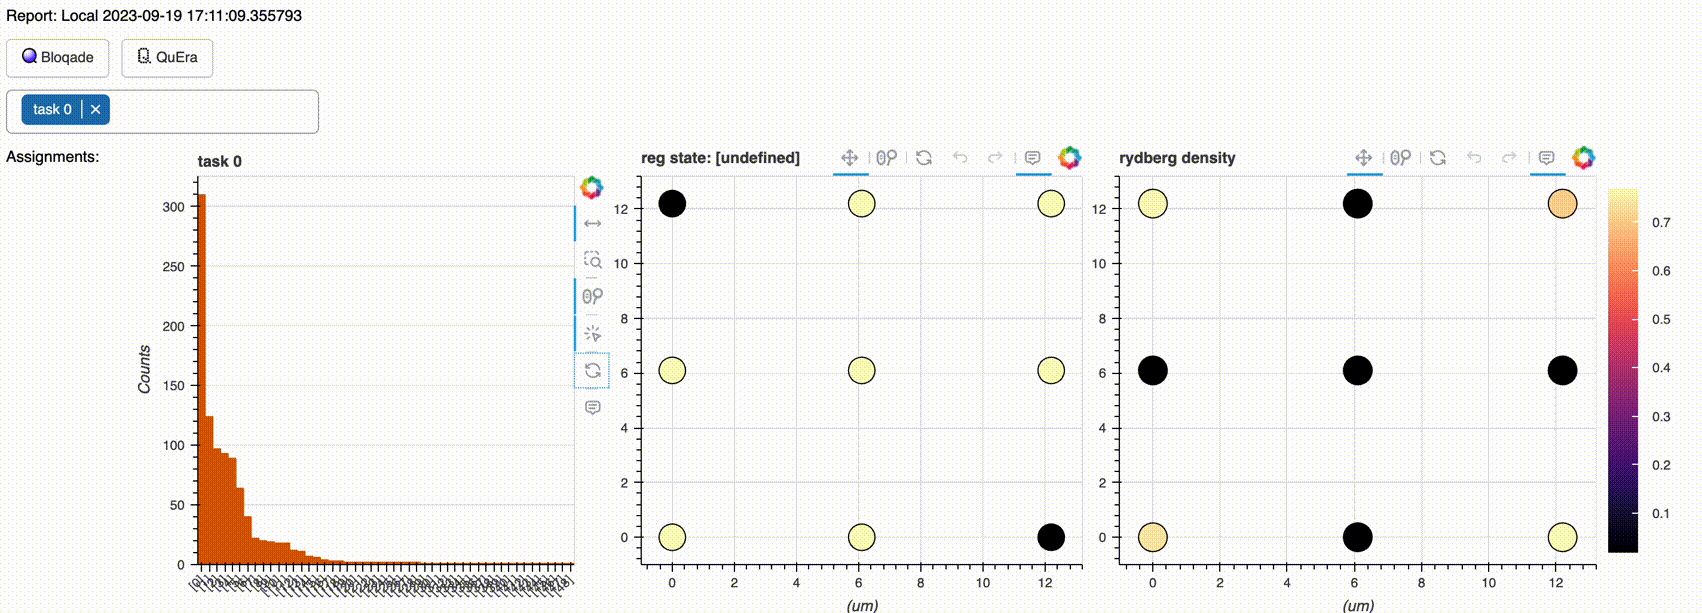 Report: Local 2023-09-19 17:11:09.355793
Bloqade
QuEra
task 0
Assignments:
task 0
Counts
300
250
200
150
100
50
0
reg state: [undefined]
12
10
8
6
4
2
0
0 2 4 6 8 10 12
(um)
rydberg density
12
10
8
6
4
2
0
0 2 4 6 8 10 12
(um)
0.7
0.6
0.5
0.4
0.3
0.2
0.1